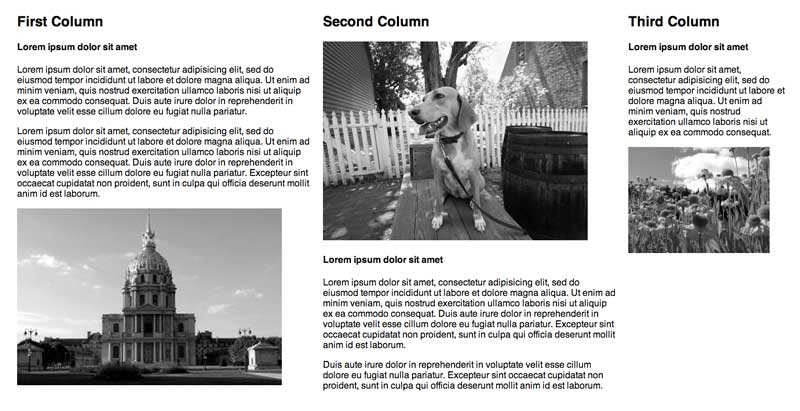 First Column
Lorem ipsum dolor sit amet
Lorem ipsum dolor sit amet, consectetur adipisicing elit, sed do
eiusmod tempor incididunt ut labore et dolore magna aliqua. Ut enim ad
minim veniam, quis nostrud exercitation ullamco laboris nisi ut aliquip
ex ea commodo consequat. Duis aute irure dolor in reprehenderit in
voluptate velit esse cillum dolore eu fugiat nulla pariatur.
Lorem ipsum dolor sit amet, consectetur adipisicing elit, sed do
eiusmod tempor incididunt ut labore et dolore magna aliqua. Ut enim ad
minim veniam, quis nostrud exercitation ullamco laboris nisi ut aliquip
ex ea commodo consequat. Duis aute irure dolor in reprehenderit in
voluptate velit esse cillum dolore eu fugiat nulla pariatur. Excepteur sint
occaecat cupidatat non proident, sunt in culpa qui officia deserunt mollit
anim id est laborum.
Second Column
Lorem ipsum dolor sit amet
Lorem ipsum dolor sit amet, consectetur adipisicing elit, sed do
eiusmod tempor incididunt ut labore et dolore magna aliqua. Ut enim ad
minim veniam, quis nostrud exercitation ullamco laboris nisi ut aliquip
ex ea commodo consequat. Duis aute irure dolor in reprehenderit in
voluptate velit esse cillum dolore eu fugiat nulla pariatur. Excepteur sint
occaecat cupidatat non proident, sunt in culpa qui officia deserunt mollit
anim id est laborum.
Duis aute irure dolor in reprehenderit in voluptate velit esse cillum
dolore eu fugiat nulla pariatur. Excepteur sint occaecat cupidatat non
proident, sunt in culpa qui officia deserunt mollit anim id est laborum.
Third Column
Lorem ipsum dolor sit amet
Lorem ipsum dolor sit amet,
consectetur adipisicing elit, sed do
eiusmod tempor incididunt ut labore et
dolore magna aliqua. Ut enim ad
minim veniam, quis nostrud
exercitation ullamco laboris nisi ut
aliquip ex ea commodo consequat.